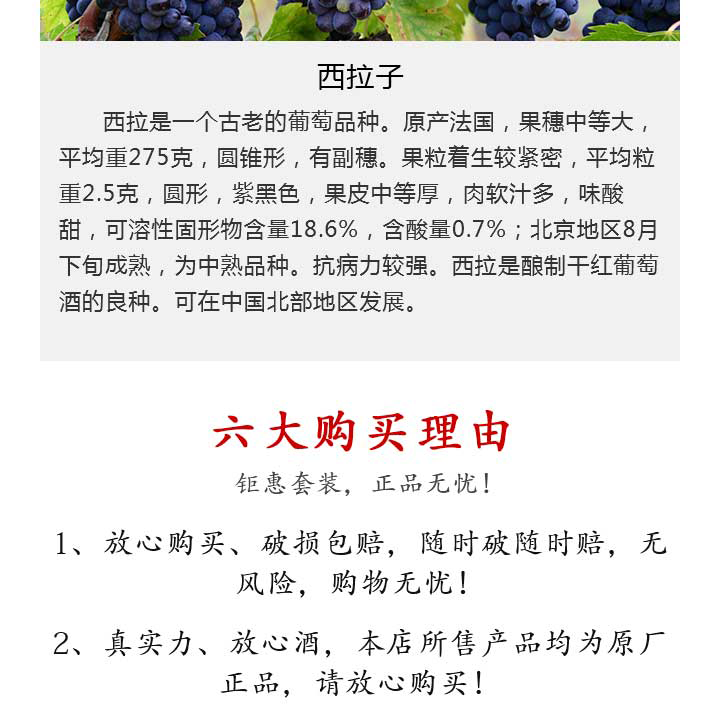 西拉子
西拉是一个古老的葡萄品种。原产法国，果穗中等大，
平均重275克，圆锥形，有副穗。果粒着生较紧密，平均粒
重2.5克，圆形，紫黑色，果皮中等厚，肉软汁多，味酸
甜，可溶性固形物含量18.6%，含酸量0.7%；北京地区8月
下旬成熟，为中熟品种。抗病力较强。西拉是酿制干红葡萄
酒的良种。可在中国北部地区发展。
六大购买理由
钜惠套装，正品无忧！
1、放心购买、破损包赔，随时破随时赔，无
风险，购物无忧！
2、真实力、放心酒，本店所售产品均为原厂
正品，请放心购买！